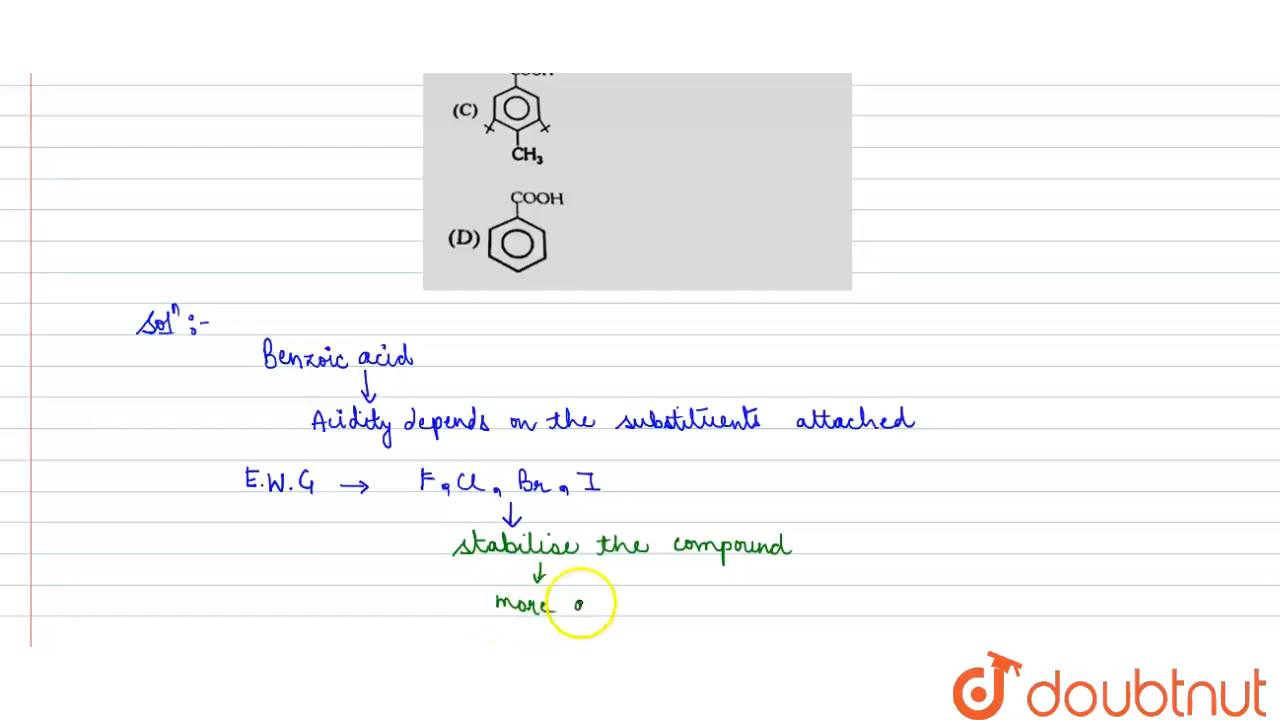 (C)
x x
CH3
COOH
(D)
Solⁿ :-
Benzoic acid
Acidity depends on the substituents attached
E.W.G → F, Cl, Br, I
stabilise the compound
more
doubtnut